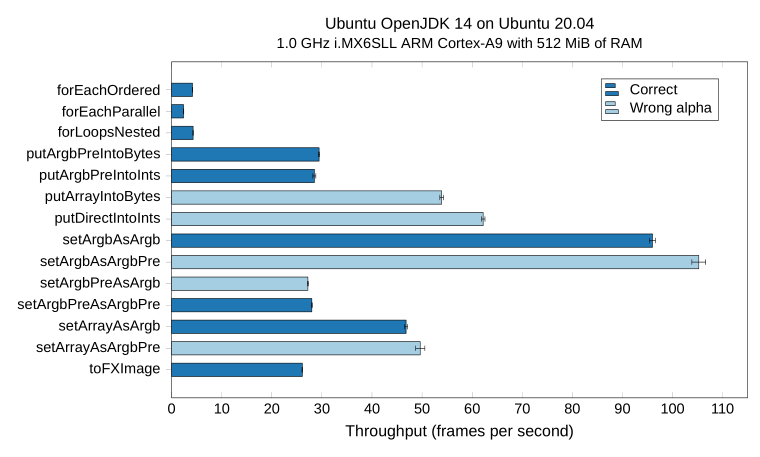 Ubuntu OpenJDK 14 on Ubuntu 20.04
1.0 GHz i.MX6SLL ARM Cortex-A9 with 512 MiB of RAM
Correct
Wrong alpha
forEachOrdered
forEachParallel
forLoopsNested
putArgbPreIntoBytes
putArgbPreIntoInts
putArrayIntoBytes
putDirectIntoInts
setArgbAsArgb
setArgbAsArgbPre
setArgbPreAsArgb
setArgbPreAsArgbPre
setArrayAsArgb
setArrayAsArgbPre
toFXImage
0 10 20 30 40 50 60 70 80 90 100 110
Throughput (frames per second)